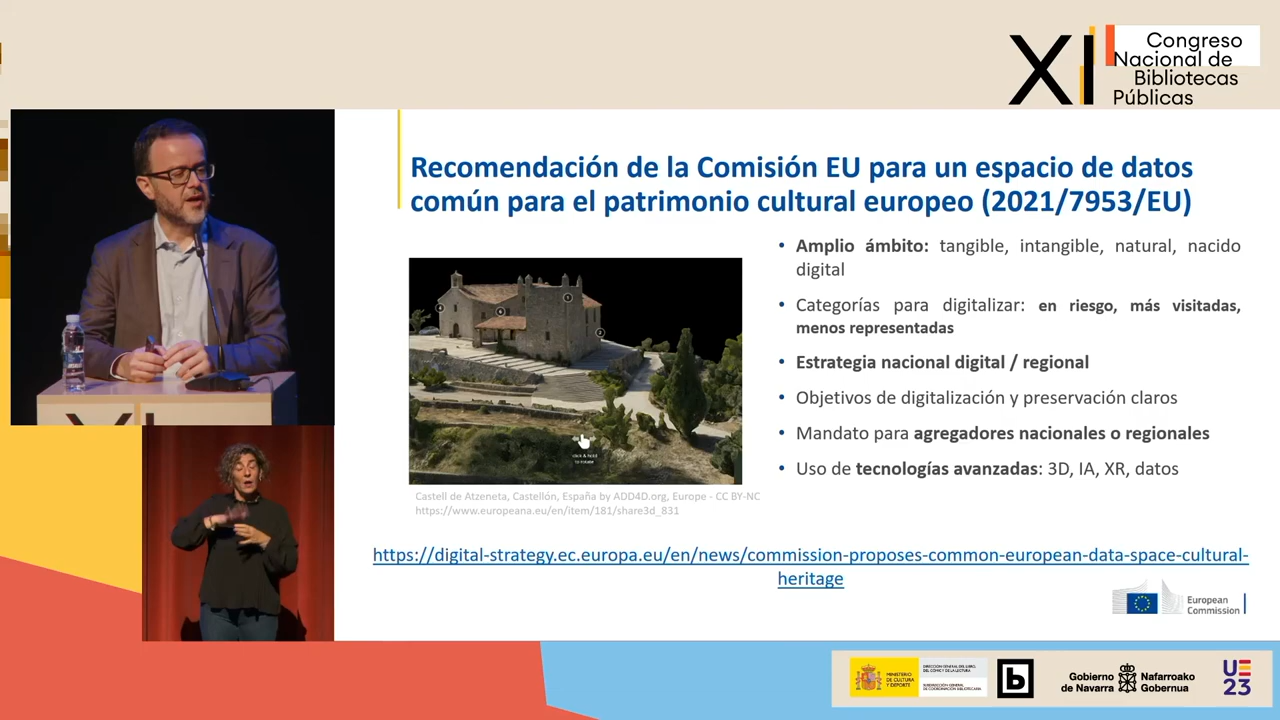 XI Congreso
Nacional de
Bibliotecas
Públicas
Recomendación de la Comisión EU para un espacio de datos
común para el patrimonio cultural europeo (2021/7953/EU)
• Amplio ámbito: tangible, intangible, natural, nacido
digital
• Categorías para digitalizar: en riesgo, más visitadas,
menos representadas
• Estrategia nacional digital / regional
• Objetivos de digitalización y preservación claros
• Mandato para agregadores nacionales o regionales
• Uso de tecnologías avanzadas: 3D, IA, XR, datos
click & hold
to rotate
Castell de Atzeneta, Castellón, España by ADD4D.org, Europe - CC BY-NC
https://www.europeana.eu/en/item/181/share3d_831
https://digital-strategy.ec.europa.eu/en/news/commission-proposes-common-european-data-space-cultural-
heritage
European
Commission
XI
MINISTERIO
DE CULTURA
Y DEPORTE
DIRECCIÓN GENERAL DEL LIBRO,
DEL CÓMIC Y DE LA LECTURA
SUBDIRECCIÓN GENERAL
DE COORDINACIÓN BIBLIOTECARIA
b
Gobierno
de Navarra
Nafarroako
Gobernua
UE
23